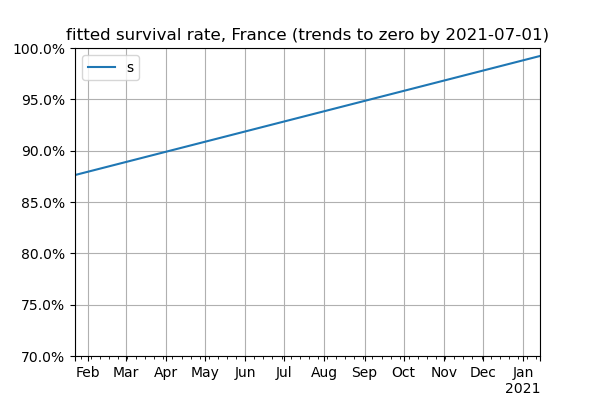 fitted survival rate, France (trends to zero by 2021-07-01)
100.0%
s
95.0%
90.0%
85.0%
80.0%
75.0%
70.0%
Feb Mar Apr May Jun Jul Aug Sep Oct Nov Dec Jan
2021